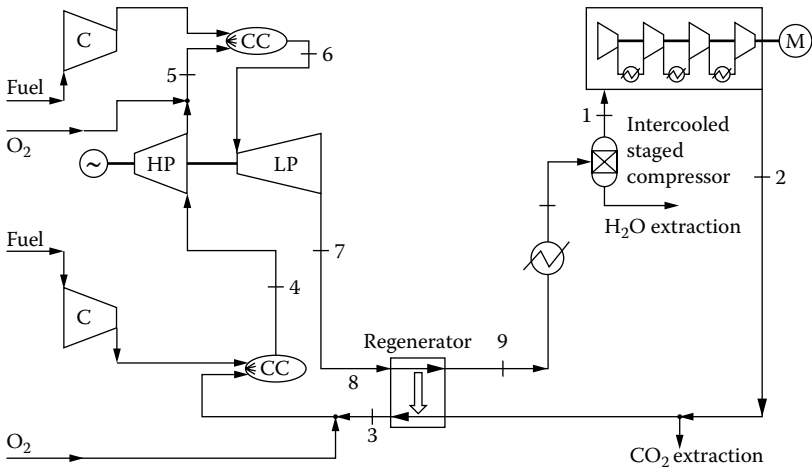 C
CC
6
5
Fuel
O₂
~
HP
LP
1
Intercooled
staged
compressor
M
2
H₂O extraction
Fuel
C
4
7
CC
Regenerator
8
9
3
O₂
CO₂ extraction